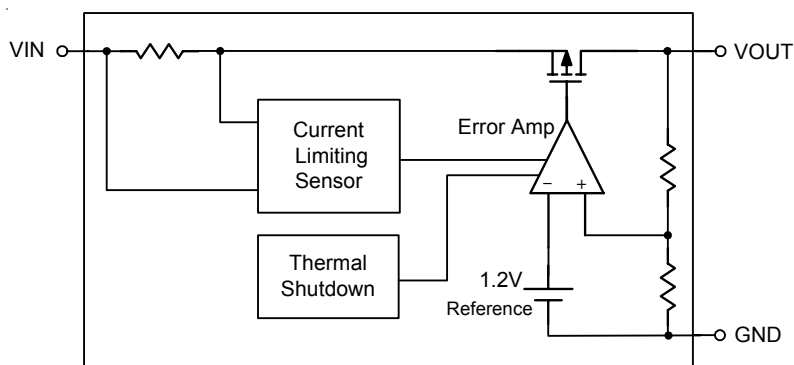 VIN
VOUT
Error Amp
Current
Limiting
Sensor
− +
Thermal
Shutdown
1.2V
Reference
GND